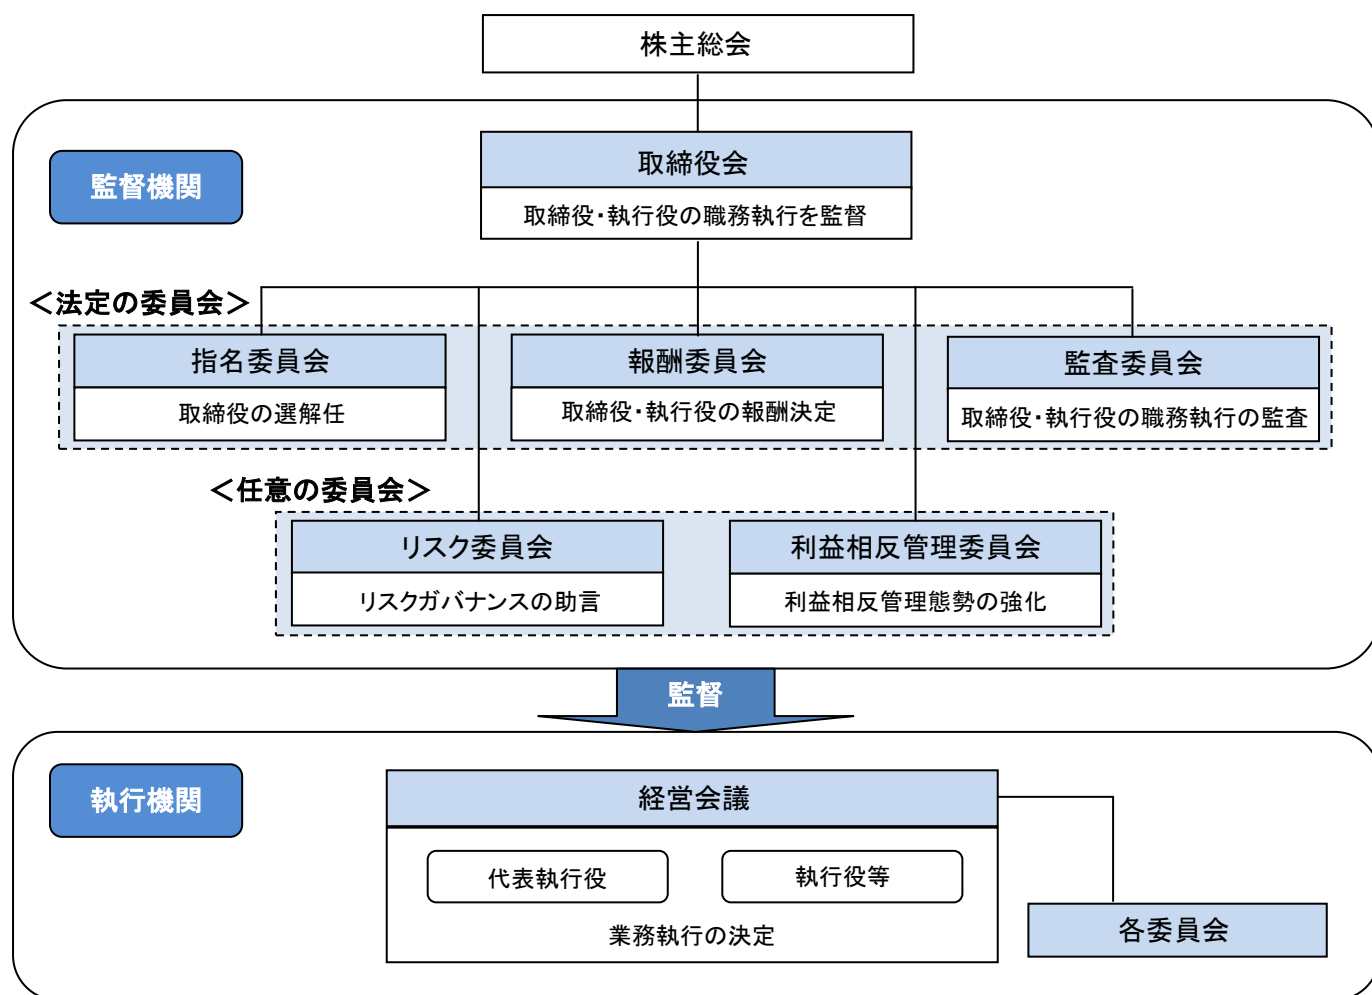 株主総会
監督機関
取締役会
取締役・執行役の職務執行を監督
＜法定の委員会＞
指名委員会
取締役の選解任
報酬委員会
取締役・執行役の報酬決定
監査委員会
取締役・執行役の職務執行の監査
＜任意の委員会＞
リスク委員会
リスクガバナンスの助言
利益相反管理委員会
利益相反管理態勢の強化
監督
執行機関
経営会議
代表執行役
執行役等
業務執行の決定
各委員会